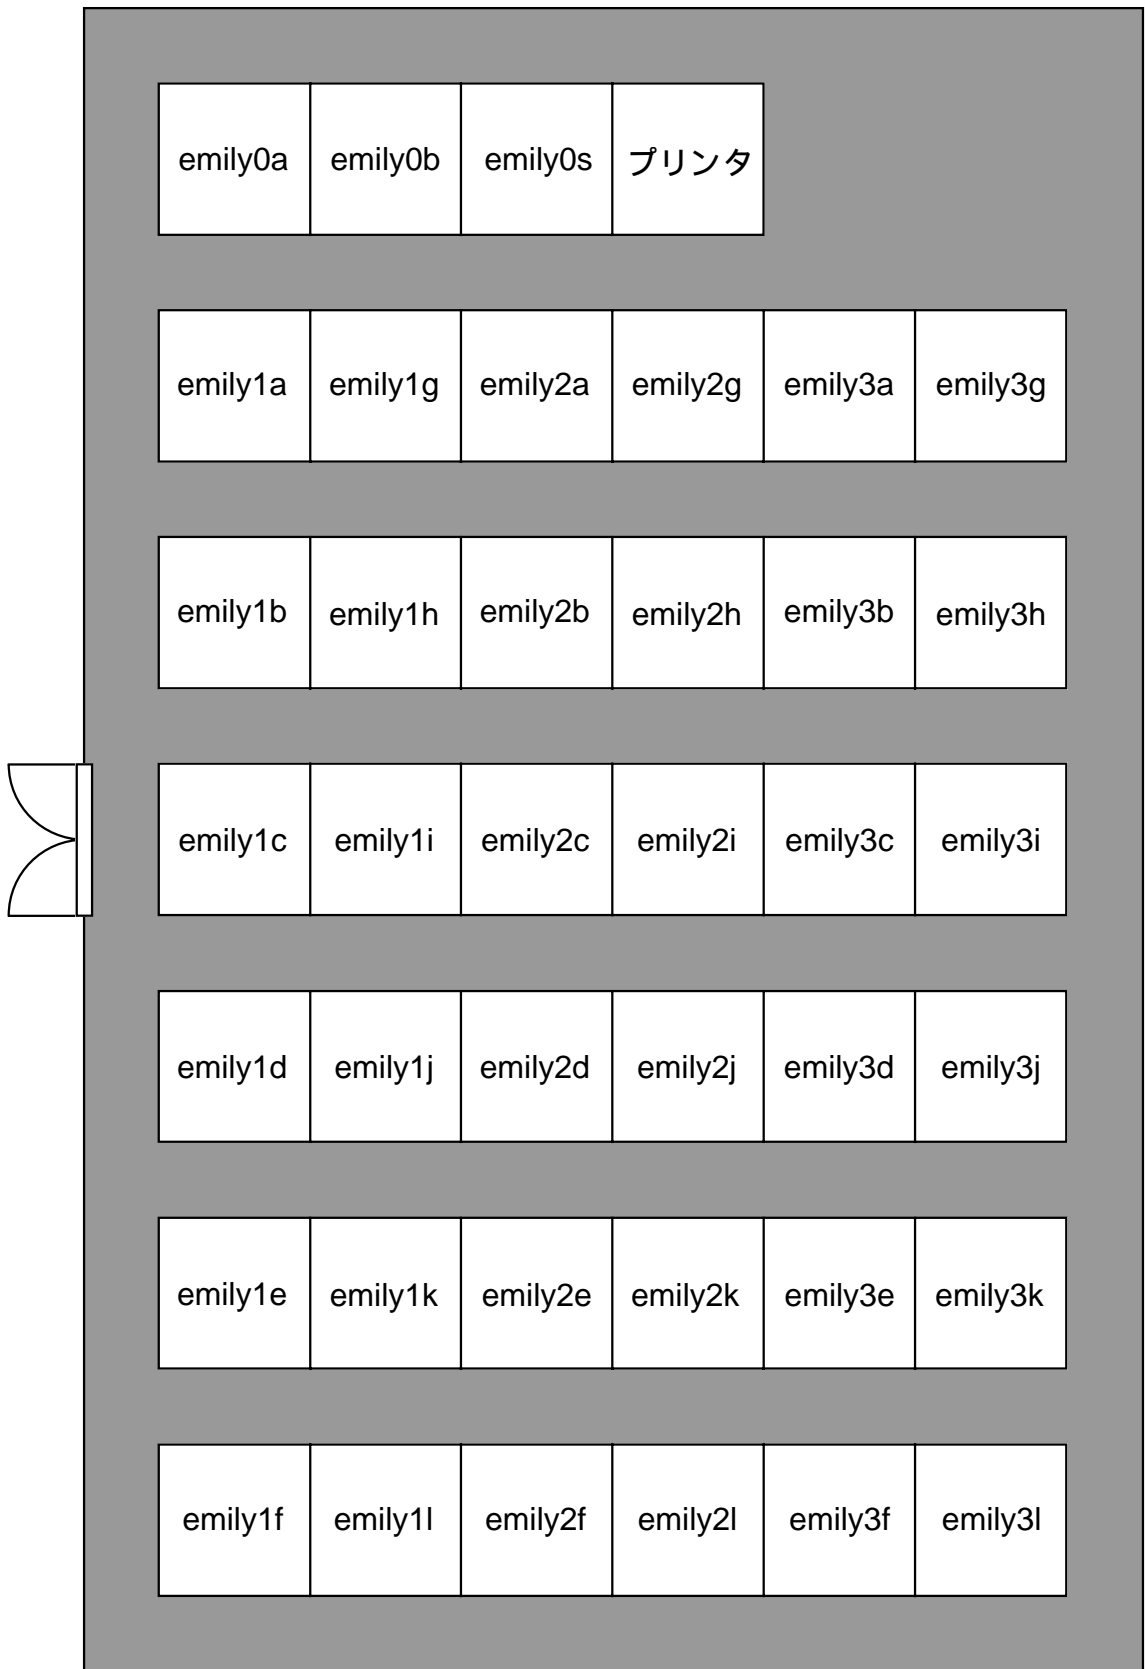 emily0a emily0b emily0s プリンタ
emily1a emily1g emily2a emily2g emily3a emily3g
emily1b emily1h emily2b emily2h emily3b emily3h
emily1c emily1i emily2c emily2i emily3c emily3i
emily1d emily1j emily2d emily2j emily3d emily3j
emily1e emily1k emily2e emily2k emily3e emily3k
emily1f emily1l emily2f emily2l emily3f emily3l